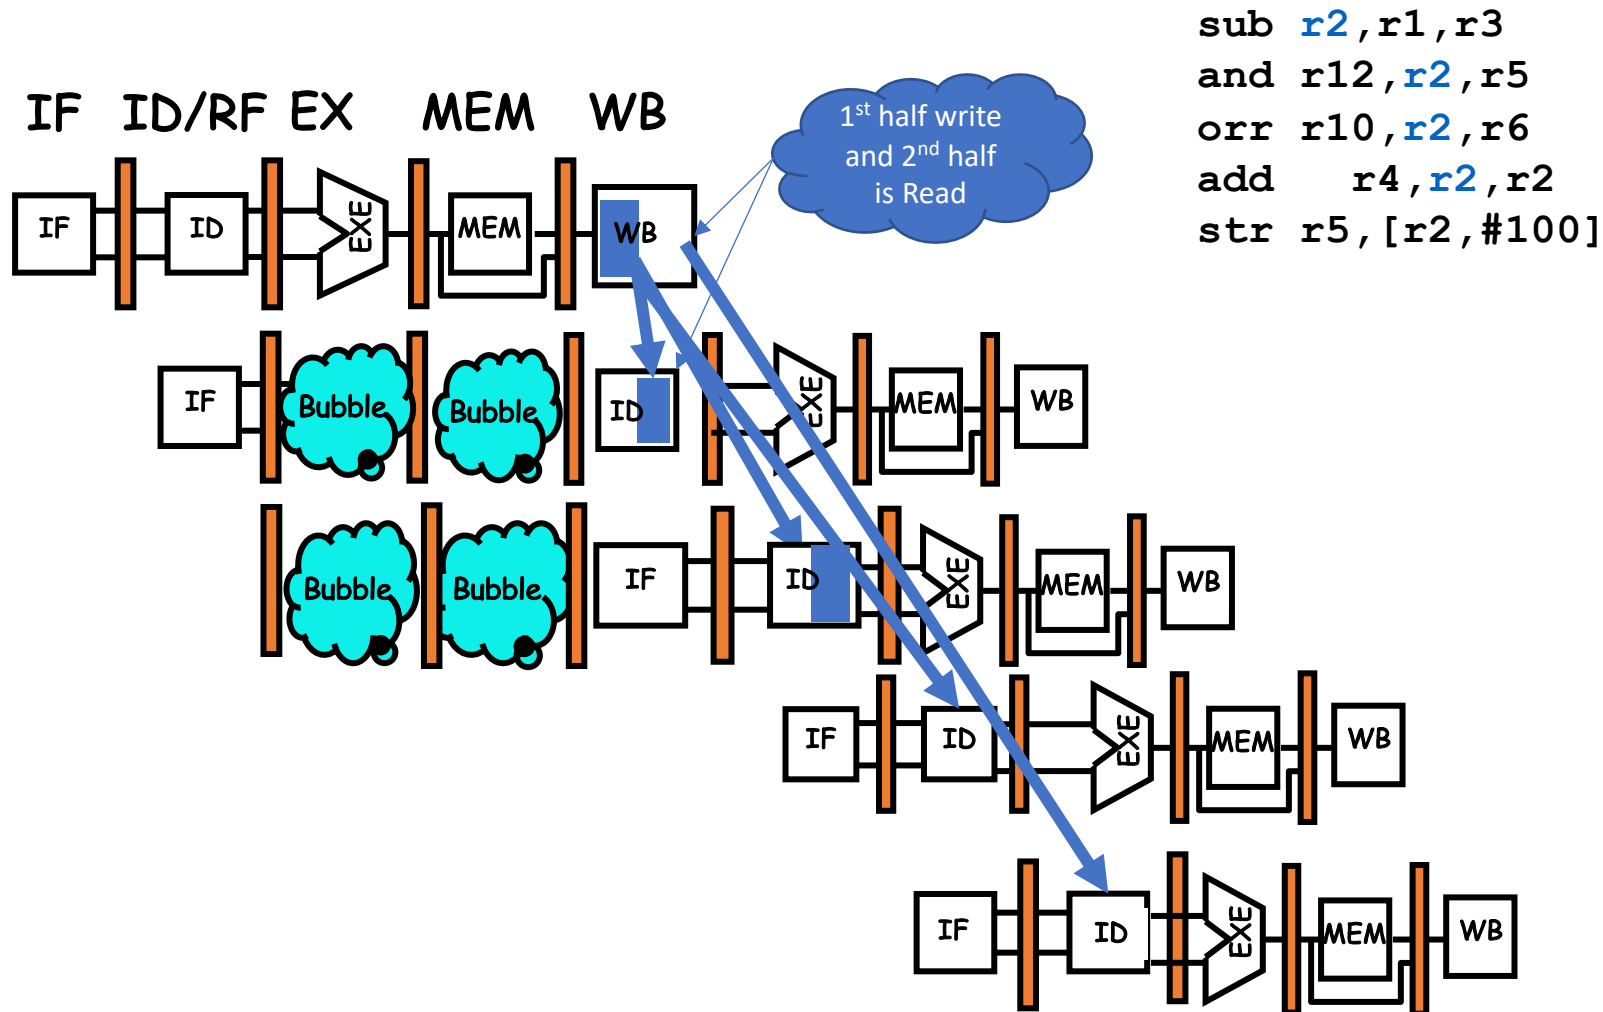 sub r2,r1,r3
and r12,r2,r5
orr r10,r2,r6
add r4,r2,r2
str r5,[r2,#100]
IF ID/RF EX MEM WB
1st half write
and 2nd half
is Read
IF ID EXE MEM WB
IF Bubble Bubble ID EXE MEM WB
Bubble Bubble IF ID EXE MEM WB
IF ID EXE MEM WB
IF ID EXE MEM WB